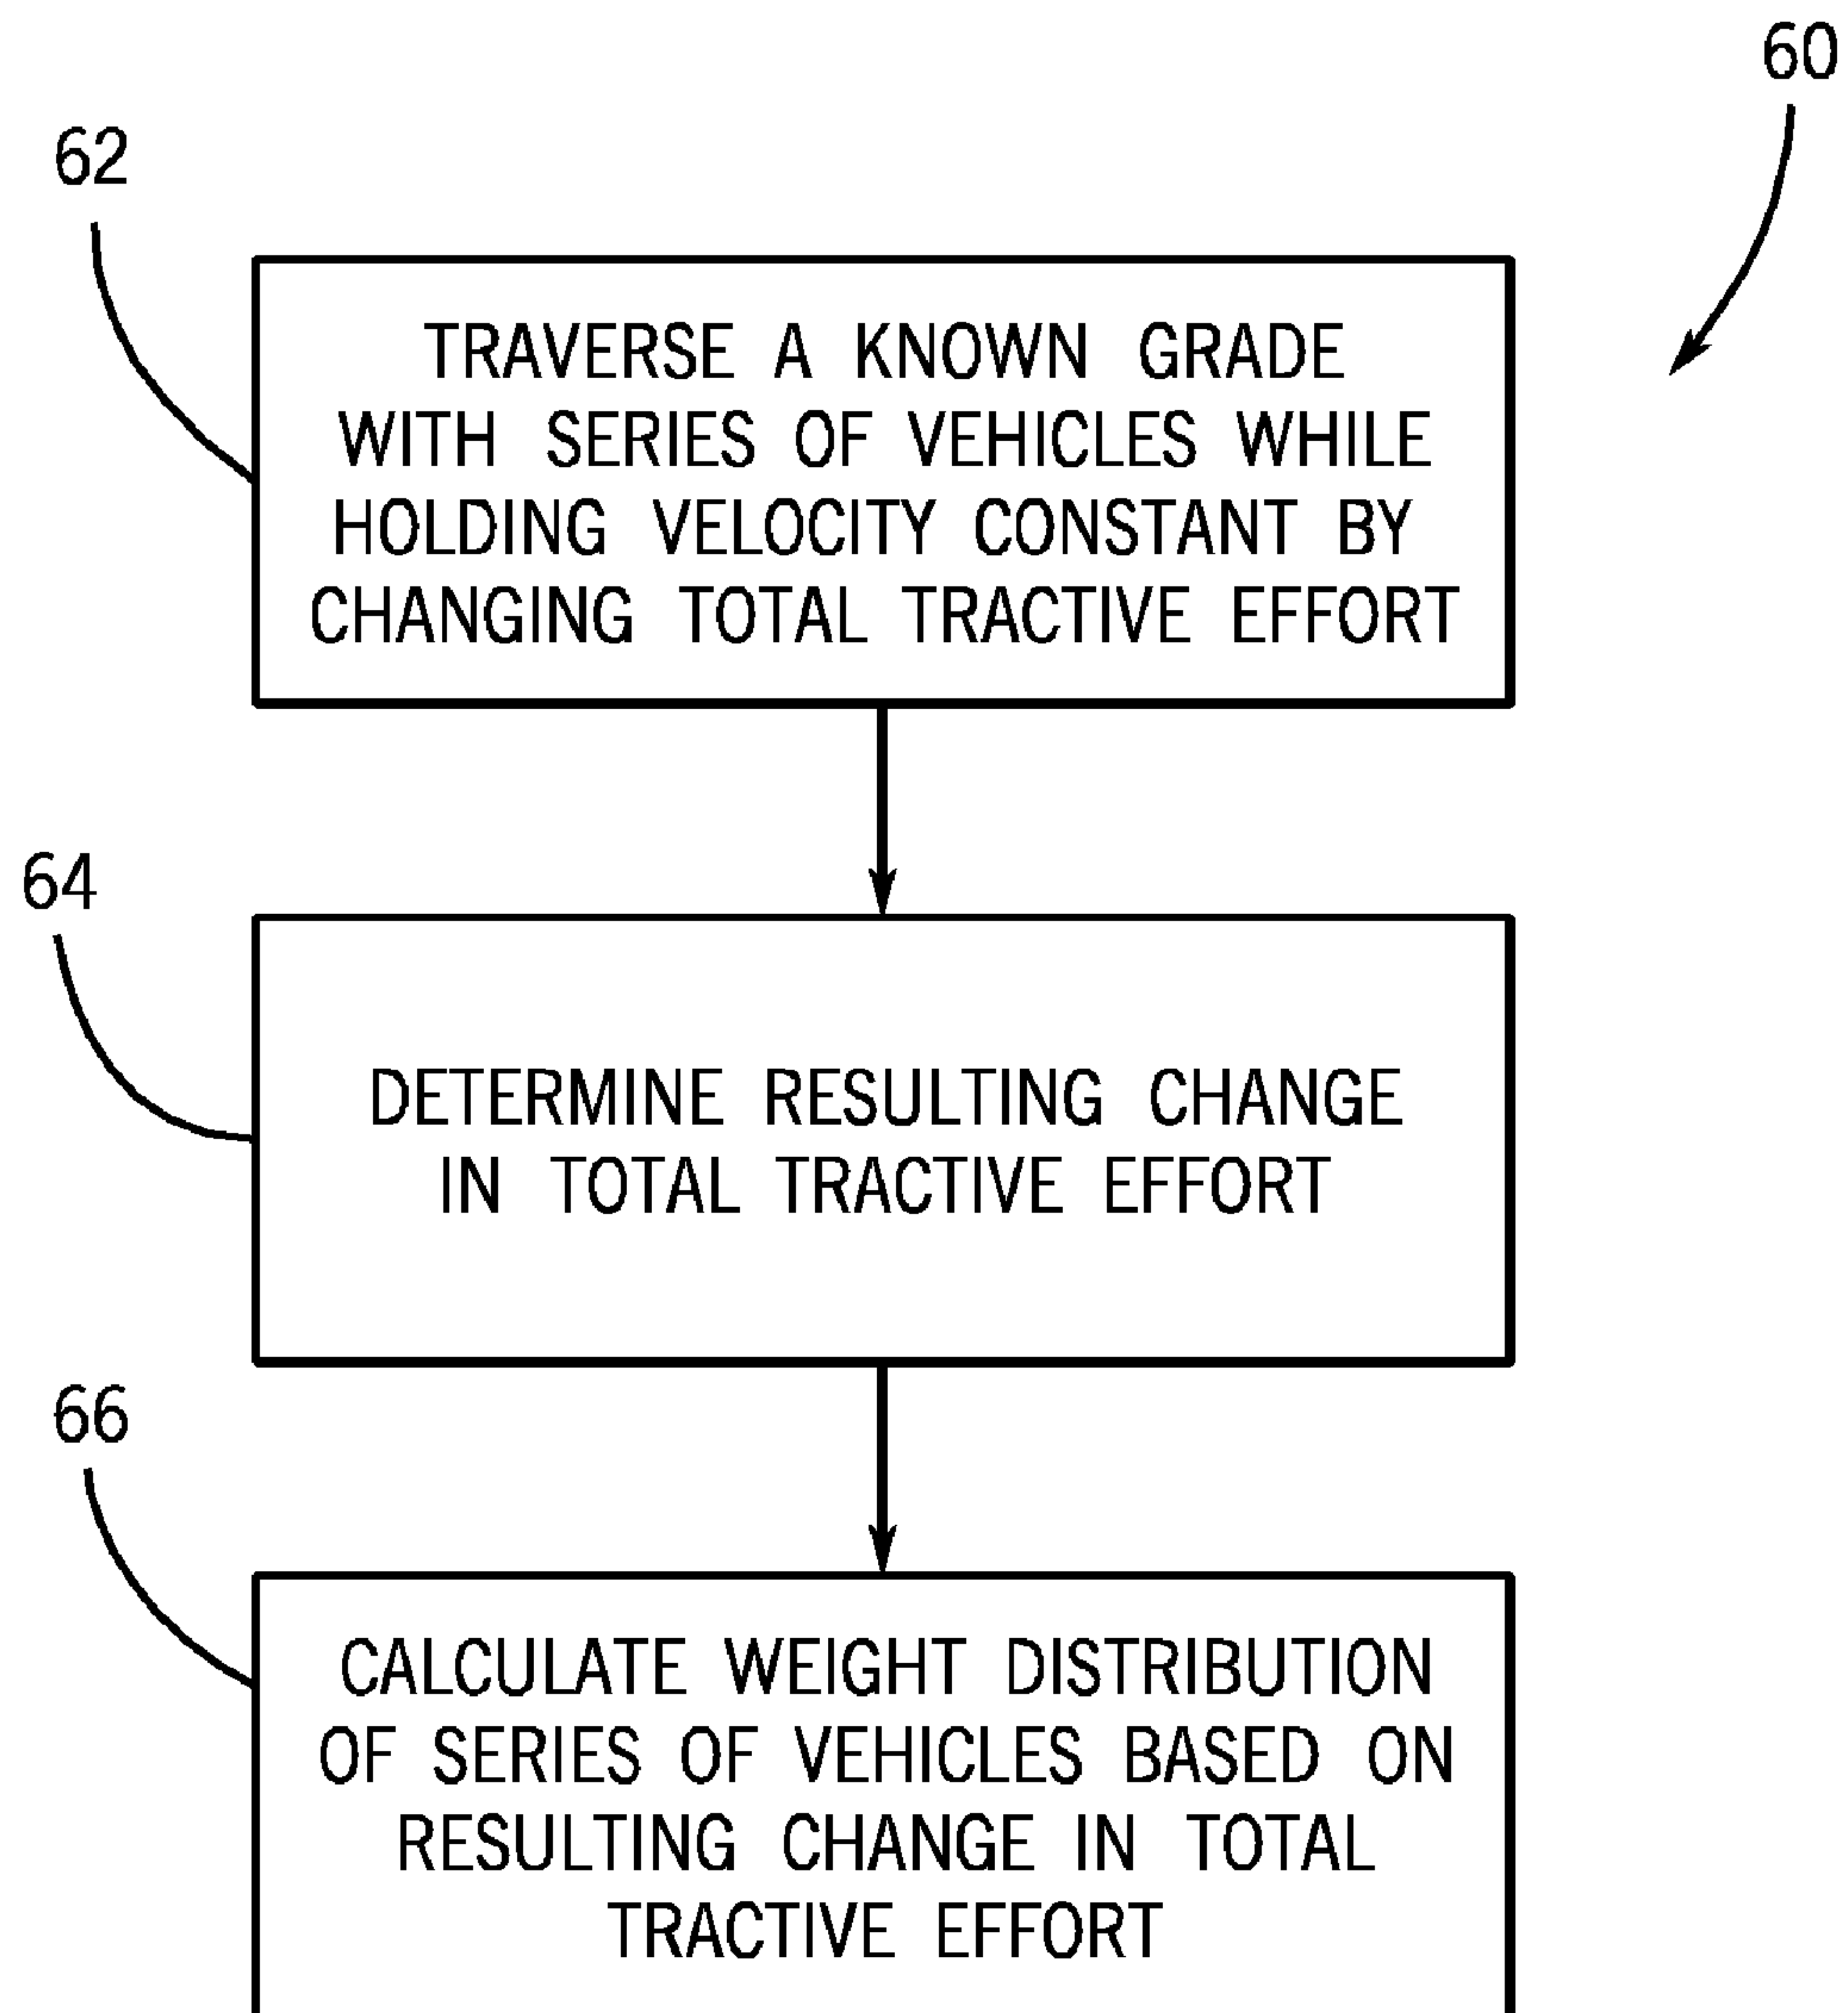 60
62
TRAVERSE A KNOWN GRADE
WITH SERIES OF VEHICLES WHILE
HOLDING VELOCITY CONSTANT BY
CHANGING TOTAL TRACTIVE EFFORT
64
DETERMINE RESULTING CHANGE
IN TOTAL TRACTIVE EFFORT
66
CALCULATE WEIGHT DISTRIBUTION
OF SERIES OF VEHICLES BASED ON
RESULTING CHANGE IN TOTAL
TRACTIVE EFFORT